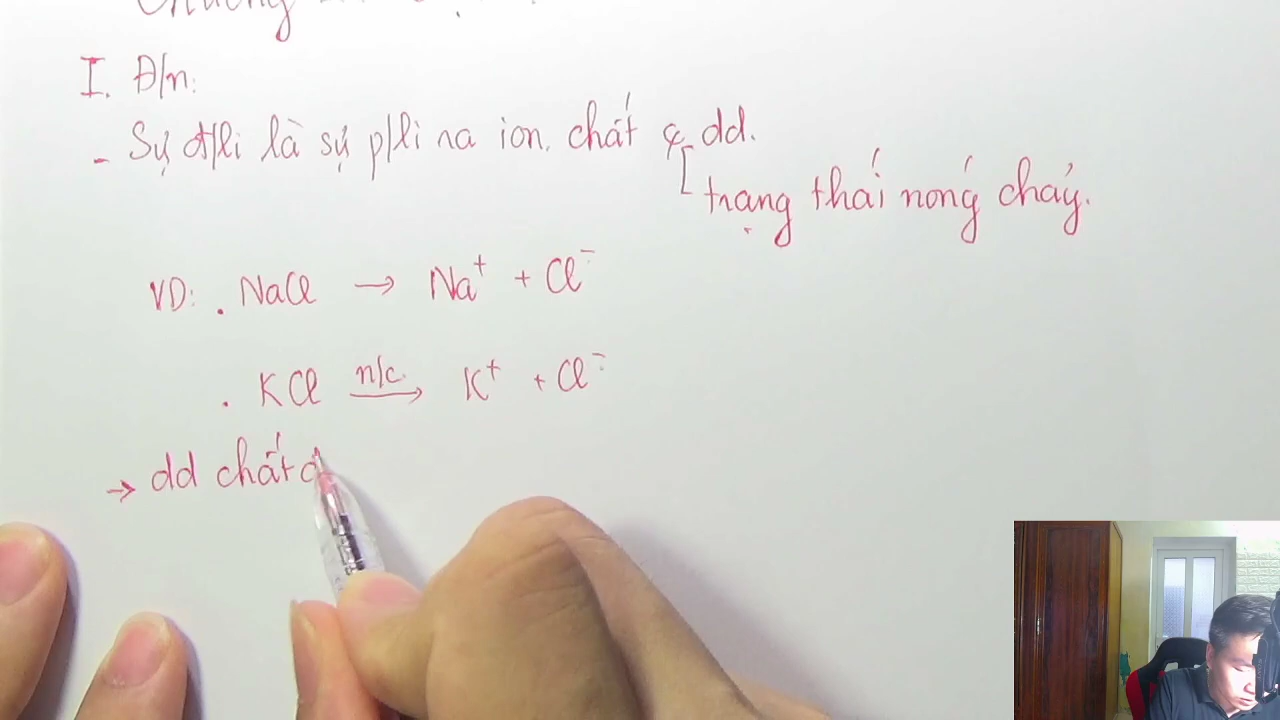 I. Đ/n:
- Sự đ/li là sự p/li ra ion. chất ç dd.
trạng thái nóng chảy.
VD: . NaCl → Na⁺ + Cl⁻
. KCl n/c. → K⁺ + Cl⁻
→ dd chất